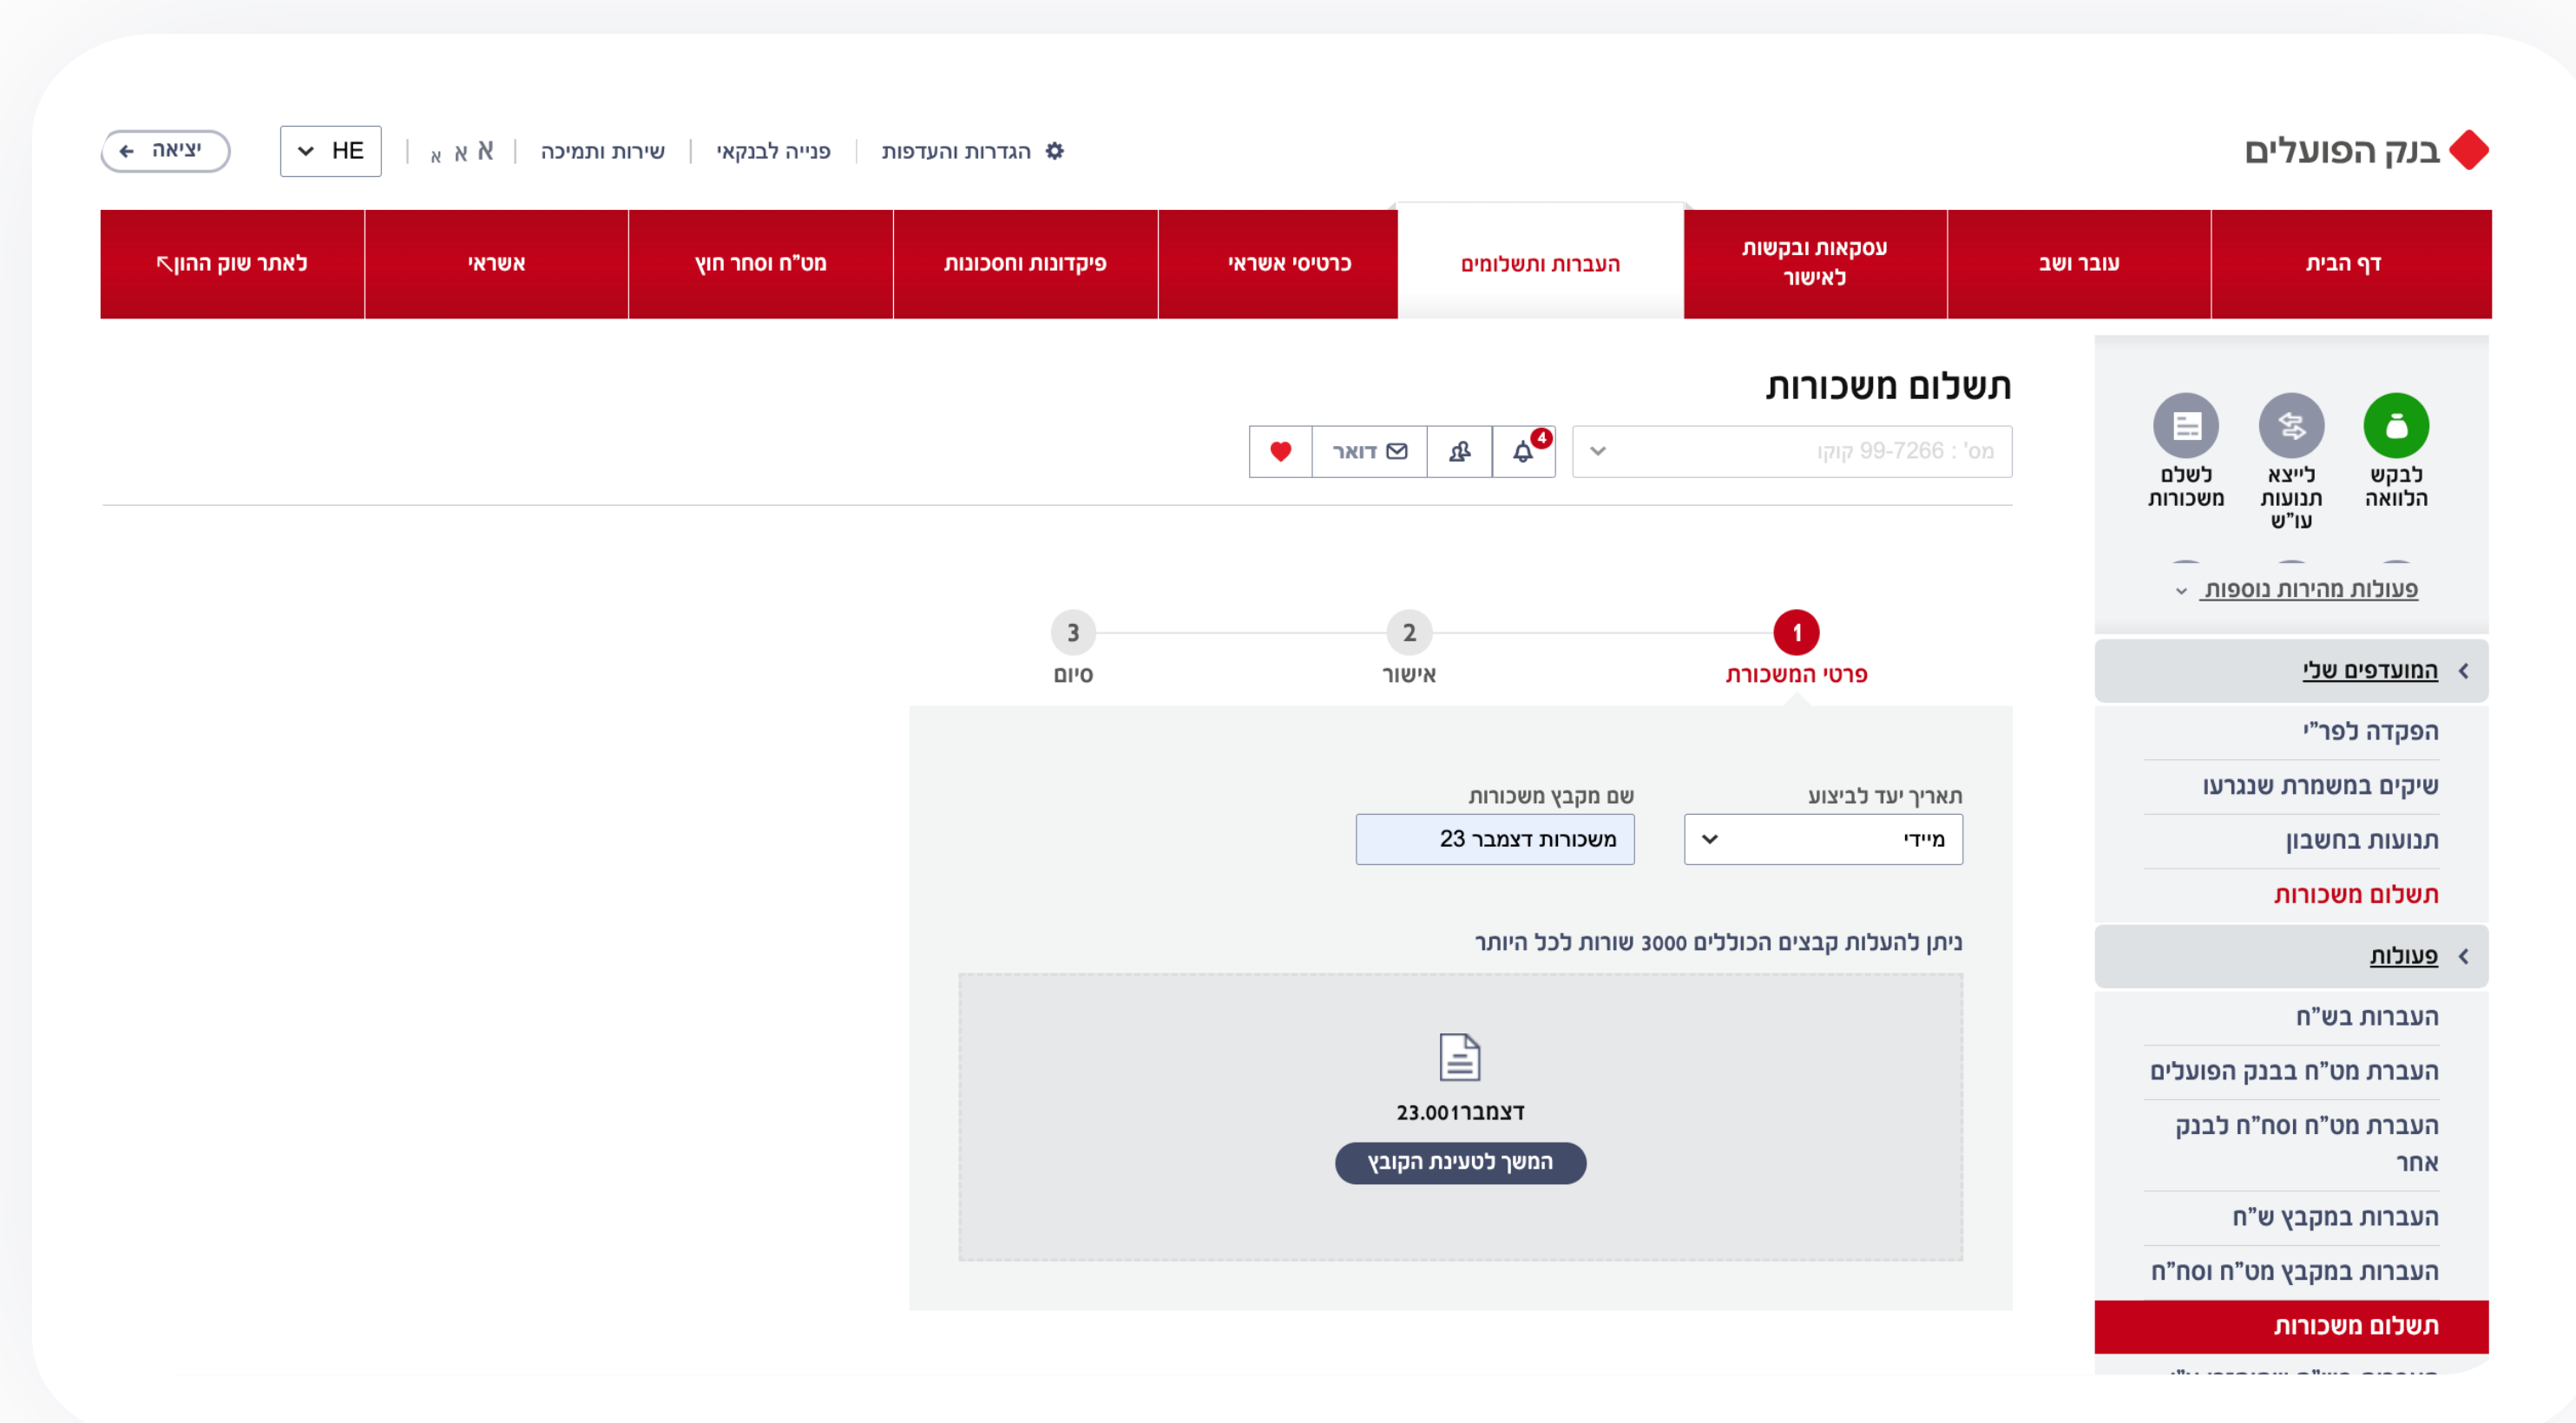 בנק הפועלים
הגדרות והעדפות
פנייה לבנקאי
שירות ותמיכה
א א א
HE
יציאה
דף הבית
עובר ושב
עסקאות ובקשות
לאישור
העברות ותשלומים
כרטיסי אשראי
פיקדונות וחסכונות
מט"ח וסחר חוץ
אשראי
לאתר שוק ההון
תשלום משכורות
מס' : 99-7266 קוקו
4
דואר
לבקש
הלוואה
לייצא
תנועות
עו"ש
לשלם
משכורות
פעולות מהירות נוספות
המועדפים שלי
הפקדה לפר"י
שיקים במשמרת שנגרעו
תנועות בחשבון
תשלום משכורות
פעולות
העברות בש"ח
העברת מט"ח בבנק הפועלים
העברת מט"ח וסח"ח לבנק
אחר
העברות במקבץ ש"ח
העברות במקבץ מט"ח וסח"ח
תשלום משכורות
1
פרטי המשכורת
2
אישור
3
סיום
תאריך יעד לביצוע
מיידי
שם מקבץ משכורות
משכורות דצמבר 23
ניתן להעלות קבצים הכוללים 3000 שורות לכל היותר
דצמבר23.001
המשך לטעינת הקובץ